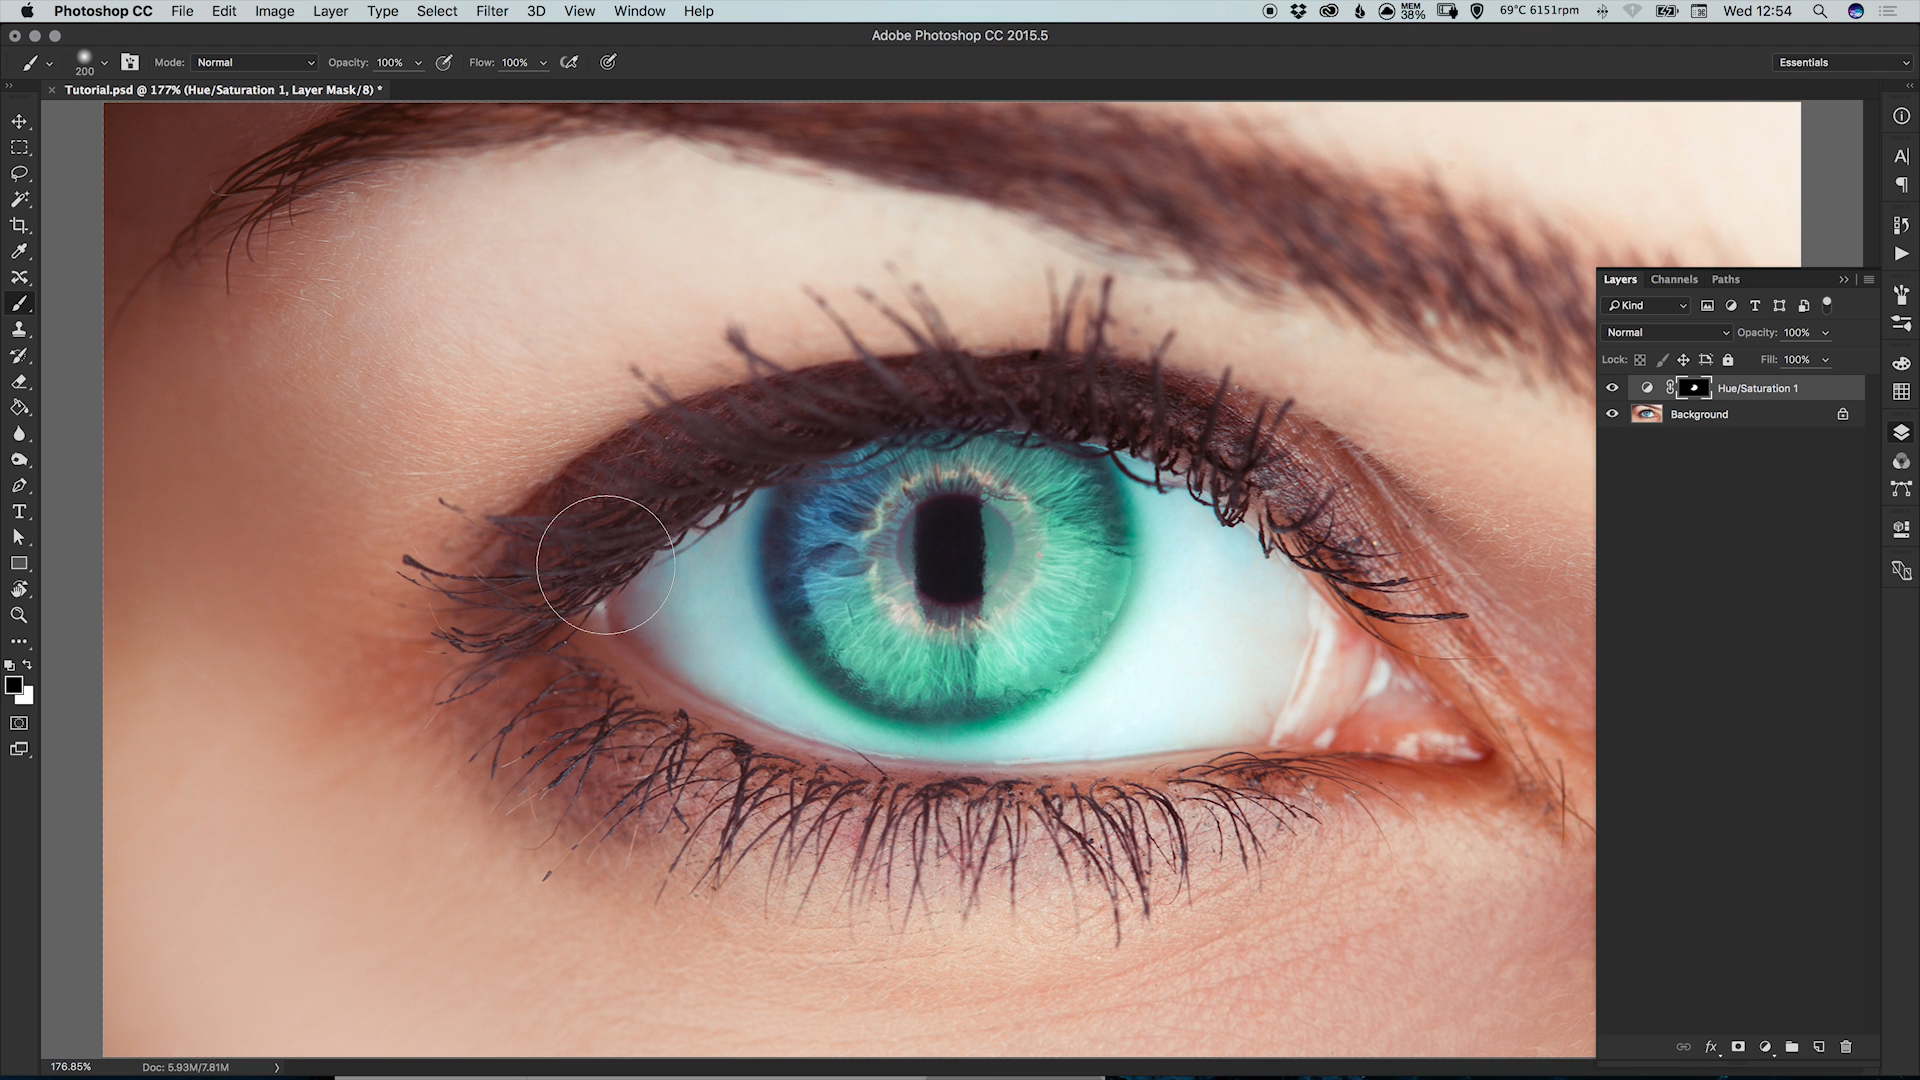 Photoshop CC File Edit Image Layer Type Select Filter 3D View Window Help MEM 38% 69°C 6151rpm Wed 12:54
Adobe Photoshop CC 2015.5
200 Mode: Normal Opacity: 100% Flow: 100% Essentials
Tutorial.psd @ 177% (Hue/Saturation 1, Layer Mask/8) *
Layers Channels Paths
Kind
Normal Opacity: 100%
Lock: Fill: 100%
Hue/Saturation 1
Background
176.85% Doc: 5.93M/7.81M